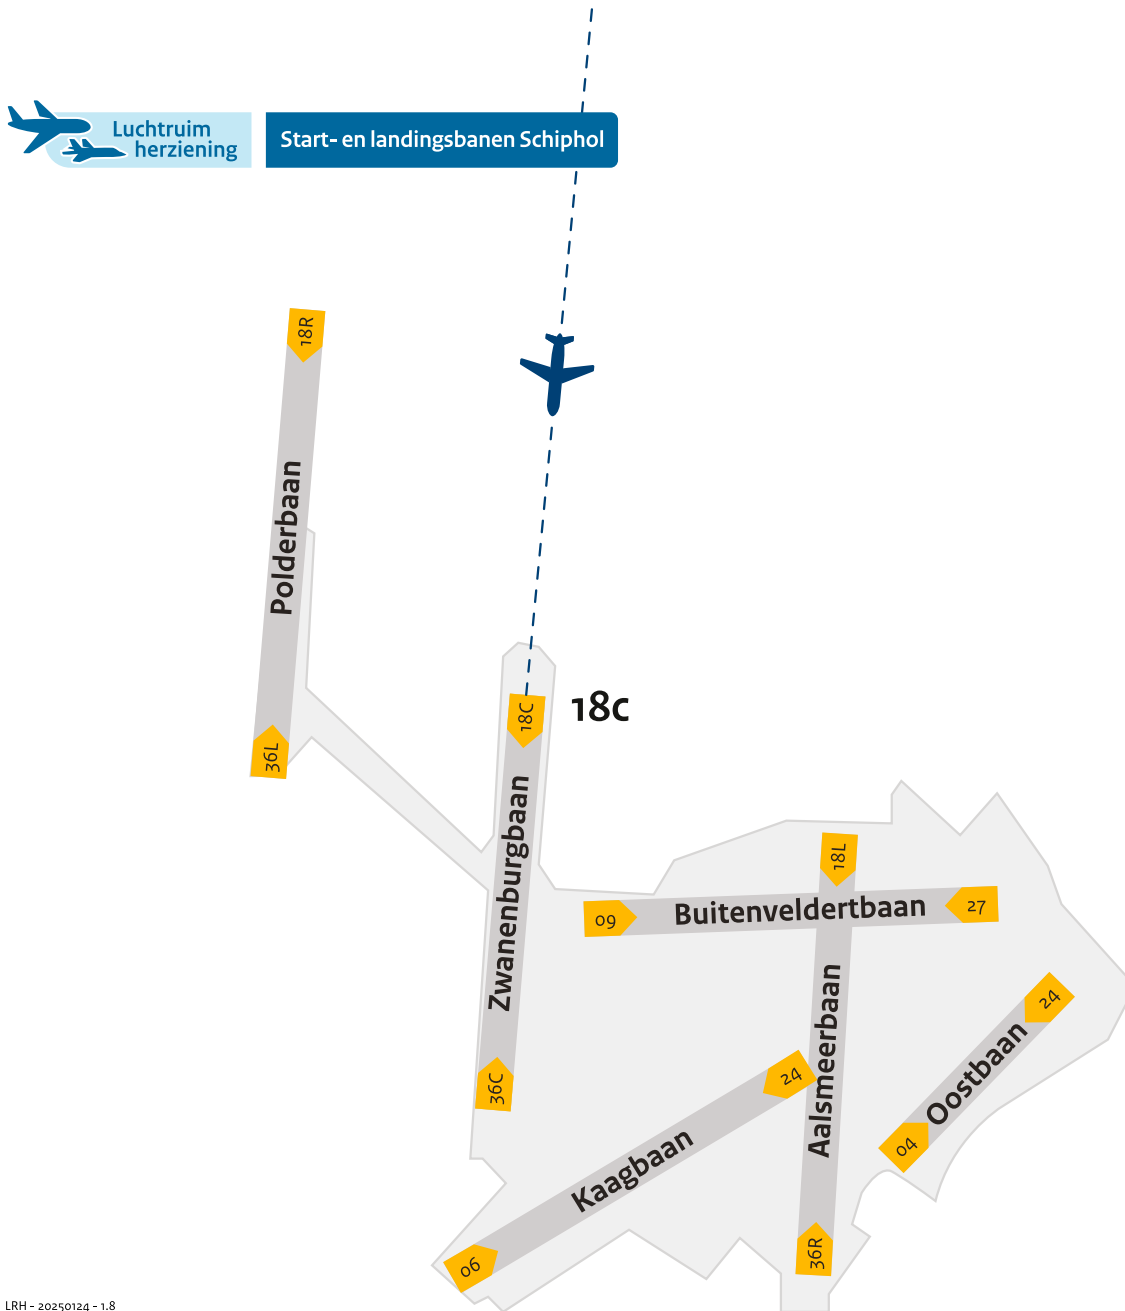 Luchtruim
herziening
Start- en landingsbanen Schiphol
18R
Polderbaan
36L
18C
18c
Zwanenburgbaan
36C
18L
09
Buitenveldertbaan
27
Aalsmeerbaan
36R
24
Oostbaan
04
24
Kaagbaan
06
LRH - 20250124 - 1.8